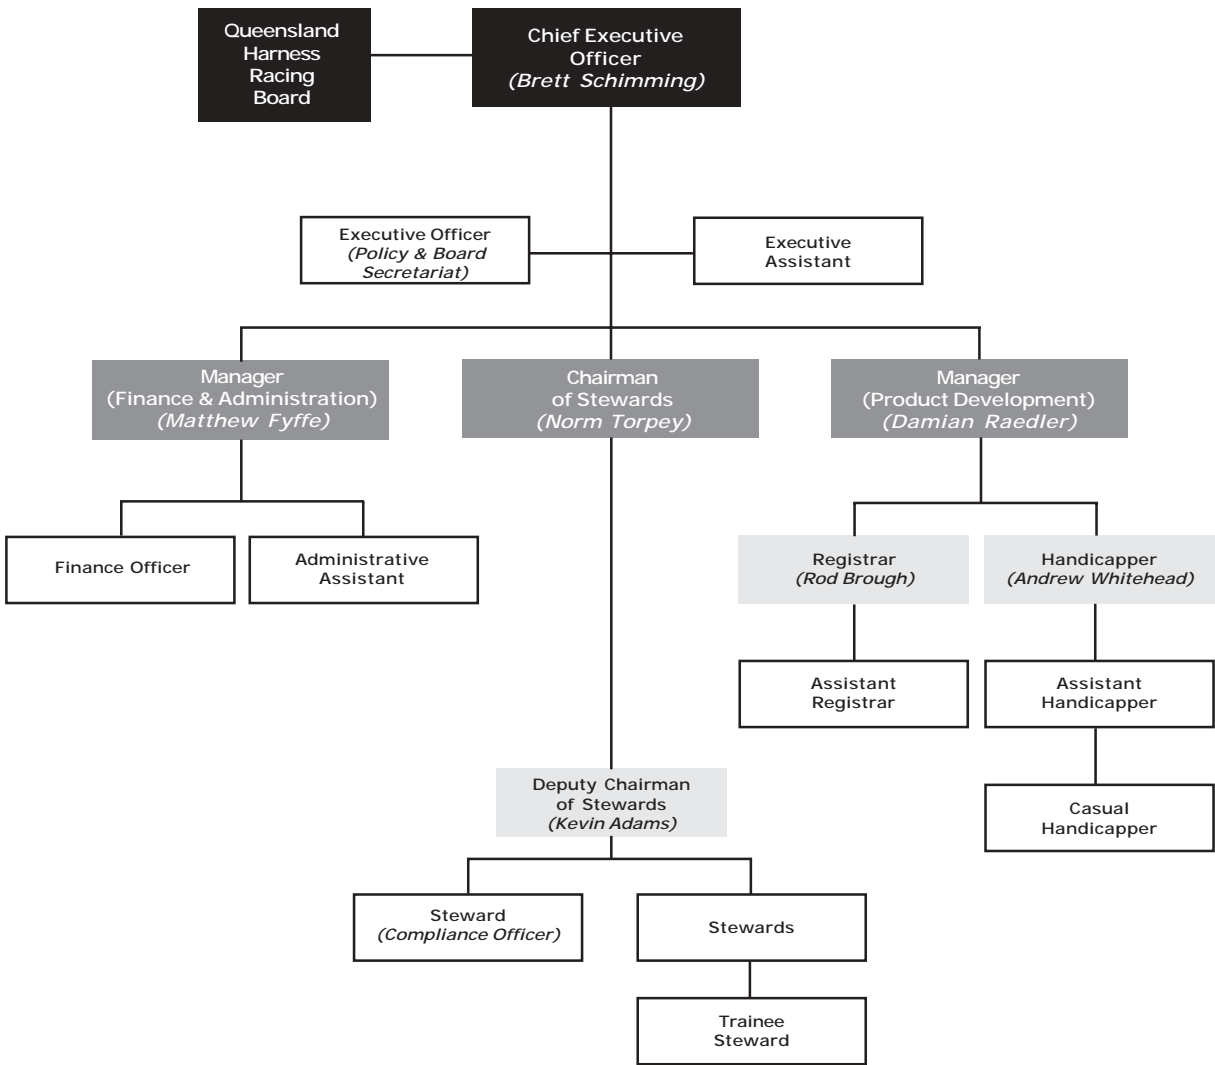 Queensland
Harness
Racing
Board
Chief Executive
Officer
(Brett Schimming)
Executive Officer
(Policy & Board
Secretariat)
Executive
Assistant
Manager
(Finance & Administration)
(Matthew Fyffe)
Chairman
of Stewards
(Norm Torpey)
Manager
(Product Development)
(Damian Raedler)
Finance Officer
Administrative
Assistant
Registrar
(Rod Brough)
Handicapper
(Andrew Whitehead)
Assistant
Registrar
Assistant
Handicapper
Deputy Chairman
of Stewards
(Kevin Adams)
Casual
Handicapper
Steward
(Compliance Officer)
Stewards
Trainee
Steward